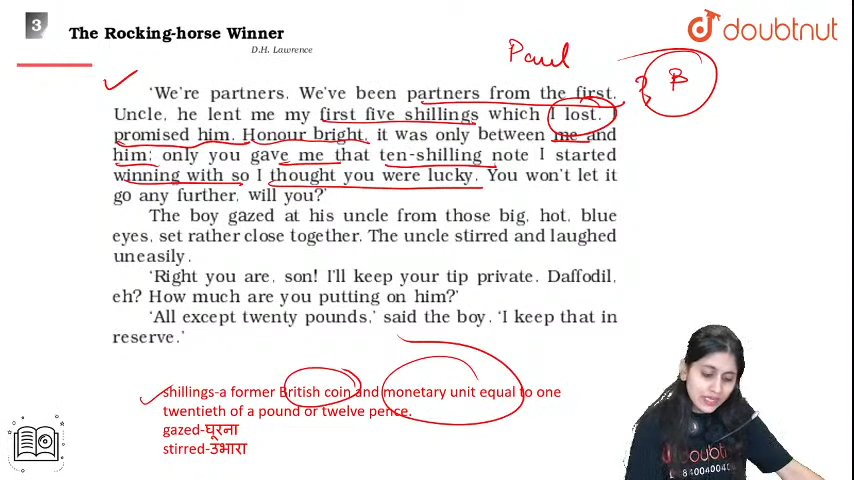 3
The Rocking-horse Winner
D.H. Lawrence
Paul
B
doubtnut
'We're partners. We've been partners from the first.
Uncle, he lent me my first five shillings which I lost. I
promised him. Honour bright, it was only between me and
him; only you gave me that ten-shilling note I started
winning with so I thought you were lucky. You won't let it
go any further, will you?'
The boy gazed at his uncle from those big, hot, blue
eyes, set rather close together. The uncle stirred and laughed
uneasily.
'Right you are, son! I'll keep your tip private. Daffodil,
eh? How much are you putting on him?'
'All except twenty pounds,' said the boy. 'I keep that in
reserve.'
shillings-a former British coin and monetary unit equal to one
twentieth of a pound or twelve pence.
gazed-घूरना
stirred-उभारा
doubtnut